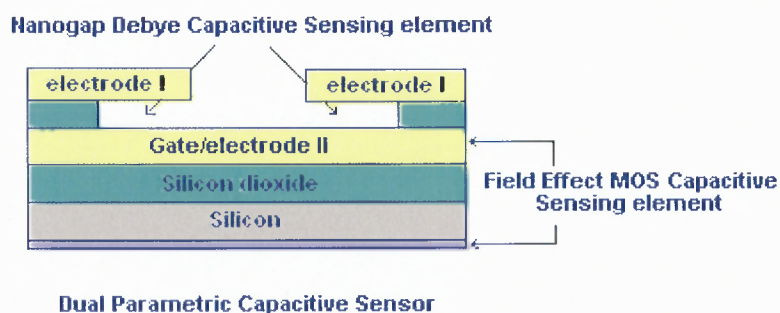 Nanogap Debye Capacitive Sensing element
electrode I
electrode I
Gate/electrode II
Silicon dioxide
Field Effect MOS Capacitive
Sensing element
Silicon
Dual Parametric Capacitive Sensor